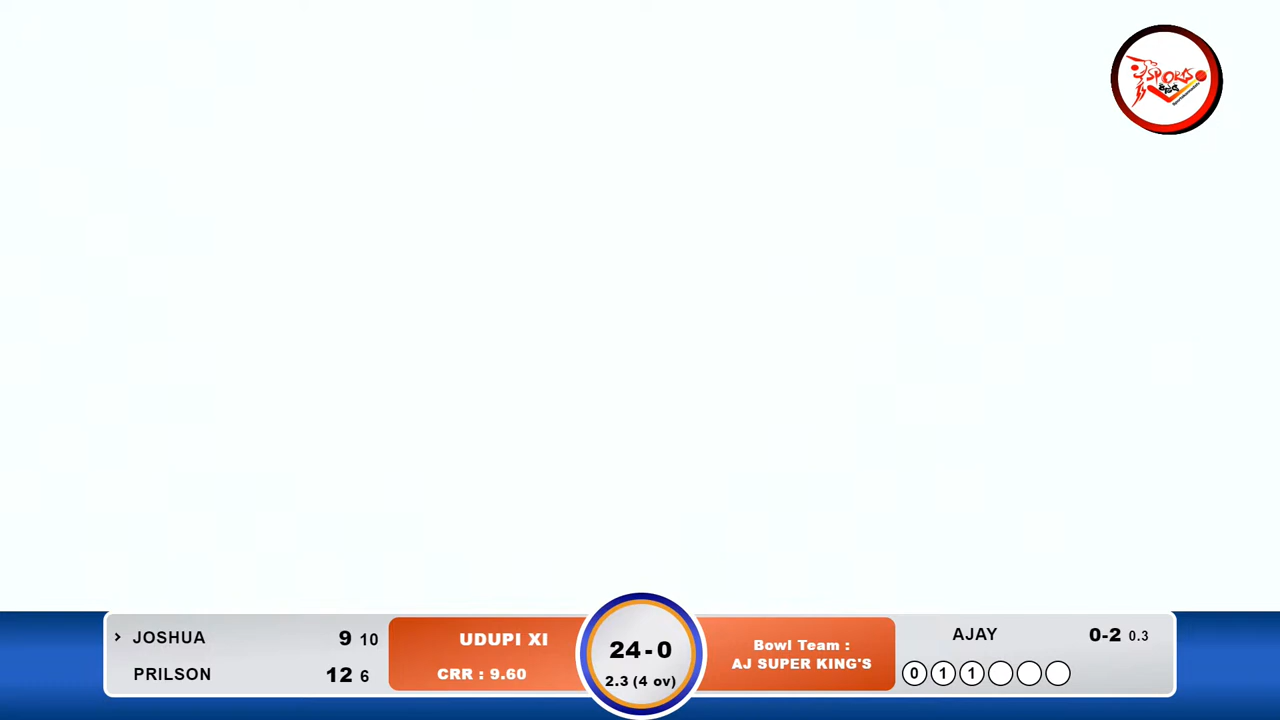 SPORTS
JOSHUA 9 10
PRILSON 12 6
UDUPI XI
CRR : 9.60
24-0
2.3 (4 ov)
Bowl Team :
AJ SUPER KING'S
AJAY 0-2 0.3
0 1 1